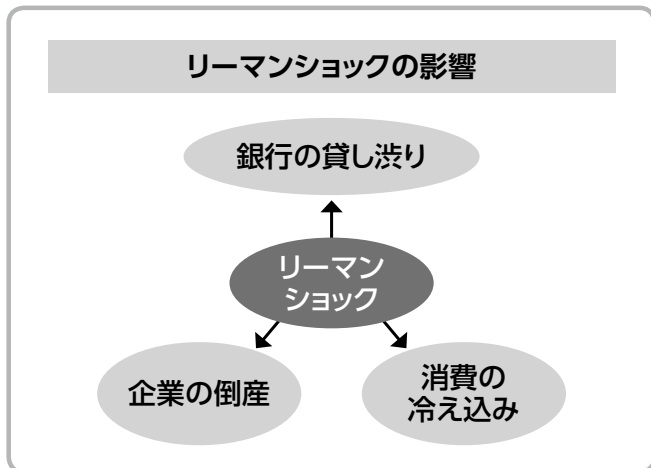 リーマンショックの影響
銀行の貸し渋り
リーマン
ショック
企業の倒産
消費の
冷え込み